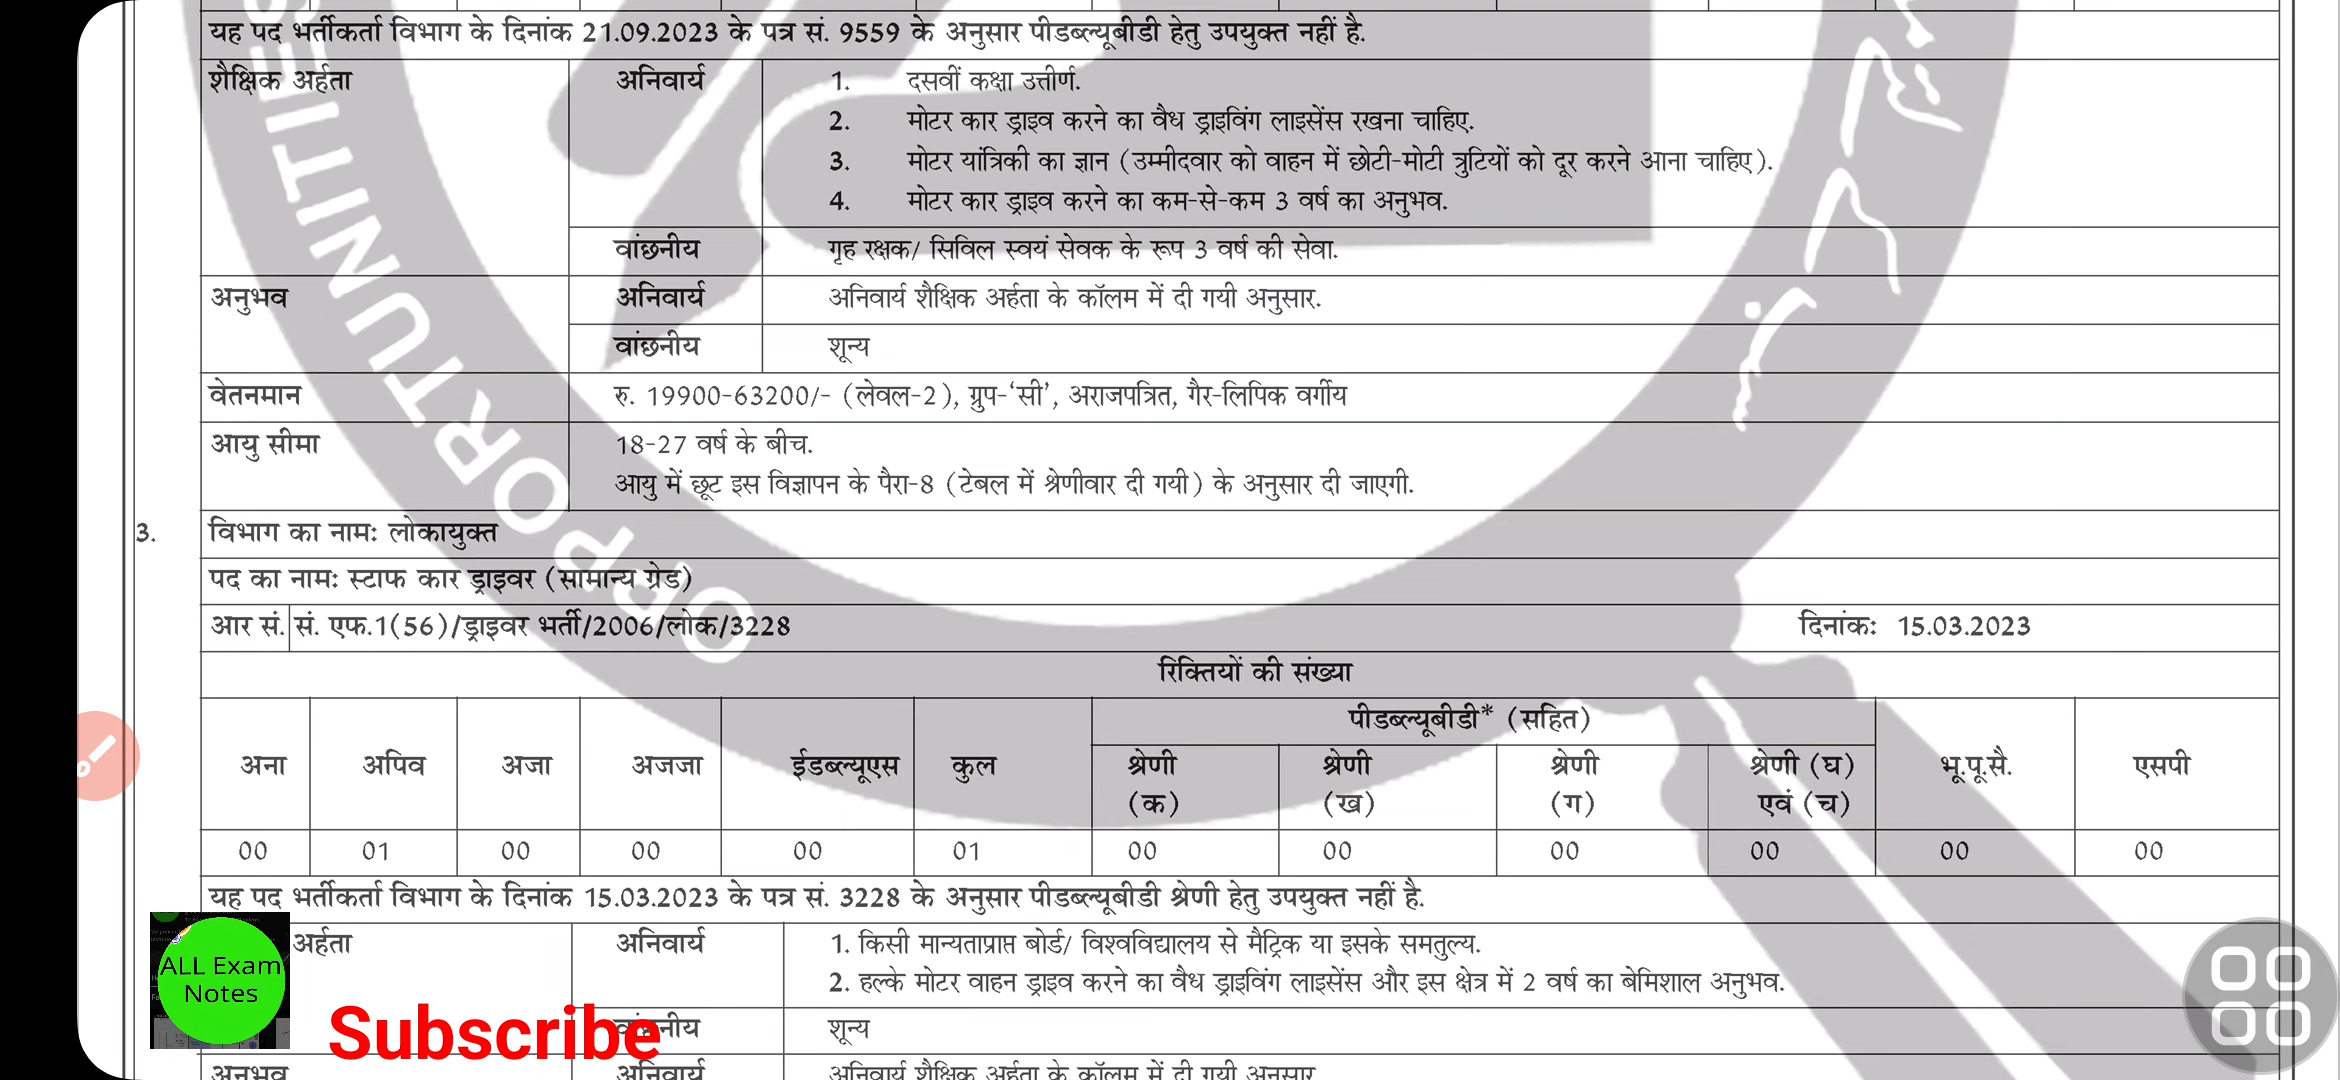 यह पद भर्तीकर्ता विभाग के दिनांक 21.09.2023 के पत्र सं. 9559 के अनुसार पीडब्ल्यूबीडी हेतु उपयुक्त नहीं है.
शैक्षिक अर्हता अनिवार्य 1. दसवीं कक्षा उत्तीर्ण.
2. मोटर कार ड्राइव करने का वैध ड्राइविंग लाइसेंस रखना चाहिए.
3. मोटर यांत्रिकी का ज्ञान (उम्मीदवार को वाहन में छोटी-मोटी त्रुटियों को दूर करने आना चाहिए).
4. मोटर कार ड्राइव करने का कम-से-कम 3 वर्ष का अनुभव.
वांछनीय गृह रक्षक/ सिविल स्वयं सेवक के रूप 3 वर्ष की सेवा.
अनुभव अनिवार्य अनिवार्य शैक्षिक अर्हता के कॉलम में दी गयी अनुसार.
वांछनीय शून्य
वेतनमान रु. 19900-63200/- (लेवल-2), ग्रुप-‘सी’, अराजपत्रित, गैर-लिपिक वर्गीय
आयु सीमा 18-27 वर्ष के बीच.
आयु में छूट इस विज्ञापन के पैरा-8 (टेबल में श्रेणीवार दी गयी) के अनुसार दी जाएगी.
3. विभाग का नामः लोकायुक्त
पद का नामः स्टाफ कार ड्राइवर (सामान्य ग्रेड)
आर सं. सं. एफ.1(56)/ड्राइवर भर्ती/2006/लोक/3228 दिनांकः 15.03.2023
रिक्तियों की संख्या
पीडब्ल्यूबीडी* (सहित)
अना अपिव अजा अजजा ईडब्ल्यूएस कुल श्रेणी श्रेणी श्रेणी श्रेणी (घ) भू.पू.सै. एसपी
(क) (ख) (ग) एवं (च)
00 01 00 00 00 01 00 00 00 00 00 00
यह पद भर्तीकर्ता विभाग के दिनांक 15.03.2023 के पत्र सं. 3228 के अनुसार पीडब्ल्यूबीडी श्रेणी हेतु उपयुक्त नहीं है.
अर्हता अनिवार्य 1. किसी मान्यताप्राप्त बोर्ड/ विश्वविद्यालय से मैट्रिक या इसके समतुल्य.
2. हल्के मोटर वाहन ड्राइव करने का वैध ड्राइविंग लाइसेंस और इस क्षेत्र में 2 वर्ष का बेमिशाल अनुभव.
वांछनीय शून्य
अनुभव अनिवार्य अनिवार्य शैक्षिक अर्हता के कॉलम में दी गयी अनुसार
ALL Exam
Notes
Subscribe
OPPORTUNITIES